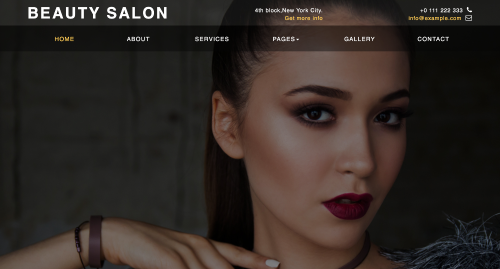 BEAUTY SALON
4th block,New York City.
Get more info
+0 111 222 333
info@example.com
HOME
ABOUT
SERVICES
PAGES
GALLERY
CONTACT